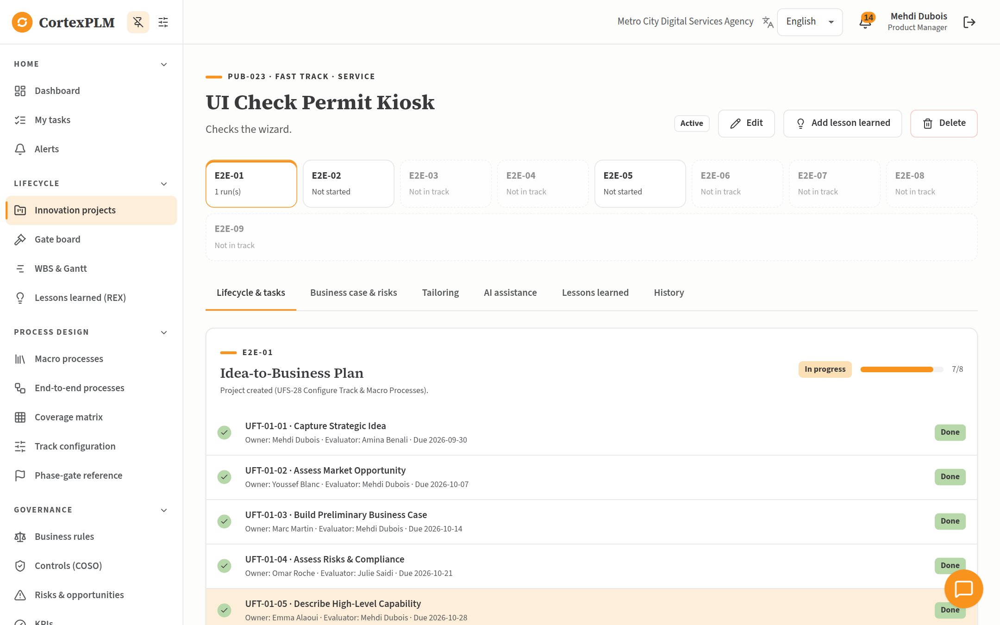 CortexPLM
Metro City Digital Services Agency
English
14
Mehdi Dubois
Product Manager
HOME
Dashboard
My tasks
Alerts
LIFECYCLE
Innovation projects
Gate board
WBS & Gantt
Lessons learned (REX)
PROCESS DESIGN
Macro processes
End-to-end processes
Coverage matrix
Track configuration
Phase-gate reference
GOVERNANCE
Business rules
Controls (COSO)
Risks & opportunities
KPIs
PUB-023 · FAST TRACK · SERVICE
UI Check Permit Kiosk
Checks the wizard.
Active
Edit
Add lesson learned
Delete
E2E-01
1 run(s)
E2E-02
Not started
E2E-03
Not in track
E2E-04
Not in track
E2E-05
Not started
E2E-06
Not in track
E2E-07
Not in track
E2E-08
Not in track
E2E-09
Not in track
Lifecycle & tasks
Business case & risks
Tailoring
AI assistance
Lessons learned
History
E2E-01
Idea-to-Business Plan
Project created (UFS-28 Configure Track & Macro Processes).
In progress
7/8
UFT-01-01 · Capture Strategic Idea
Owner: Mehdi Dubois · Evaluator: Amina Benali · Due 2026-09-30
Done
UFT-01-02 · Assess Market Opportunity
Owner: Youssef Blanc · Evaluator: Mehdi Dubois · Due 2026-10-07
Done
UFT-01-03 · Build Preliminary Business Case
Owner: Marc Martin · Evaluator: Mehdi Dubois · Due 2026-10-14
Done
UFT-01-04 · Assess Risks & Compliance
Owner: Omar Roche · Evaluator: Julie Saidi · Due 2026-10-21
Done
UFT-01-05 · Describe High-Level Capability
Owner: Emma Alaoui · Evaluator: Mehdi Dubois · Due 2026-10-28
Done